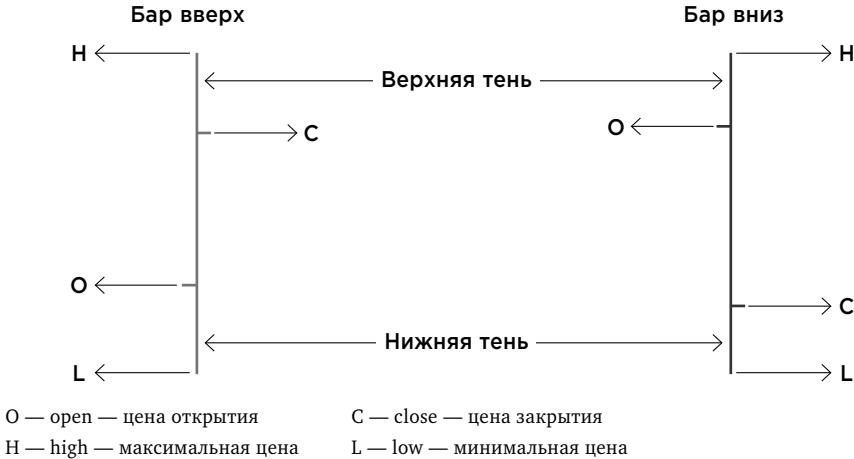 Бар вверх Бар вниз
H H
Верхняя тень
C O
O C
Нижняя тень
L L
O — open — цена открытия C — close — цена закрытия
H — high — максимальная цена L — low — минимальная цена